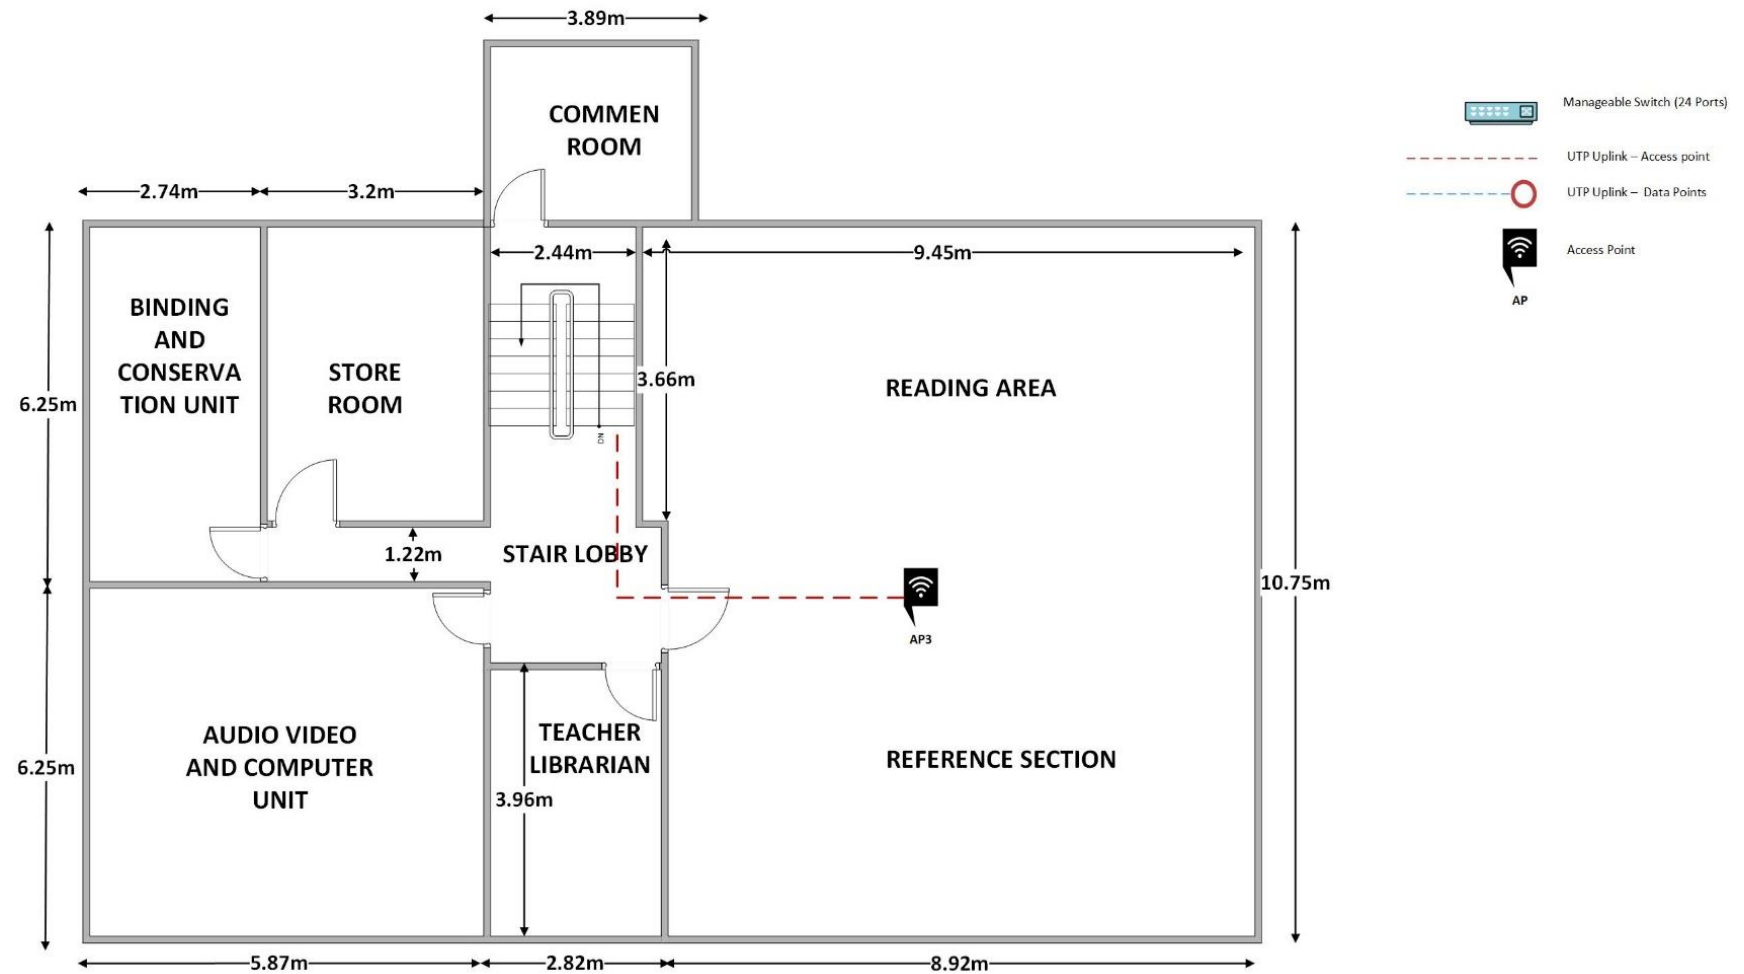 3.89m
COMMEN
ROOM
Manageable Switch (24 Ports)
UTP Uplink – Access point
2.74m
3.2m
UTP Uplink – Data Points
2.44m
9.45m
Access Point
AP
BINDING
AND
CONSERVA
TION UNIT
STORE
ROOM
3.66m
READING AREA
6.25m
DN
1.22m
STAIR LOBBY
10.75m
AP3
AUDIO VIDEO
AND COMPUTER
UNIT
TEACHER
LIBRARIAN
REFERENCE SECTION
6.25m
3.96m
5.87m
2.82m
8.92m